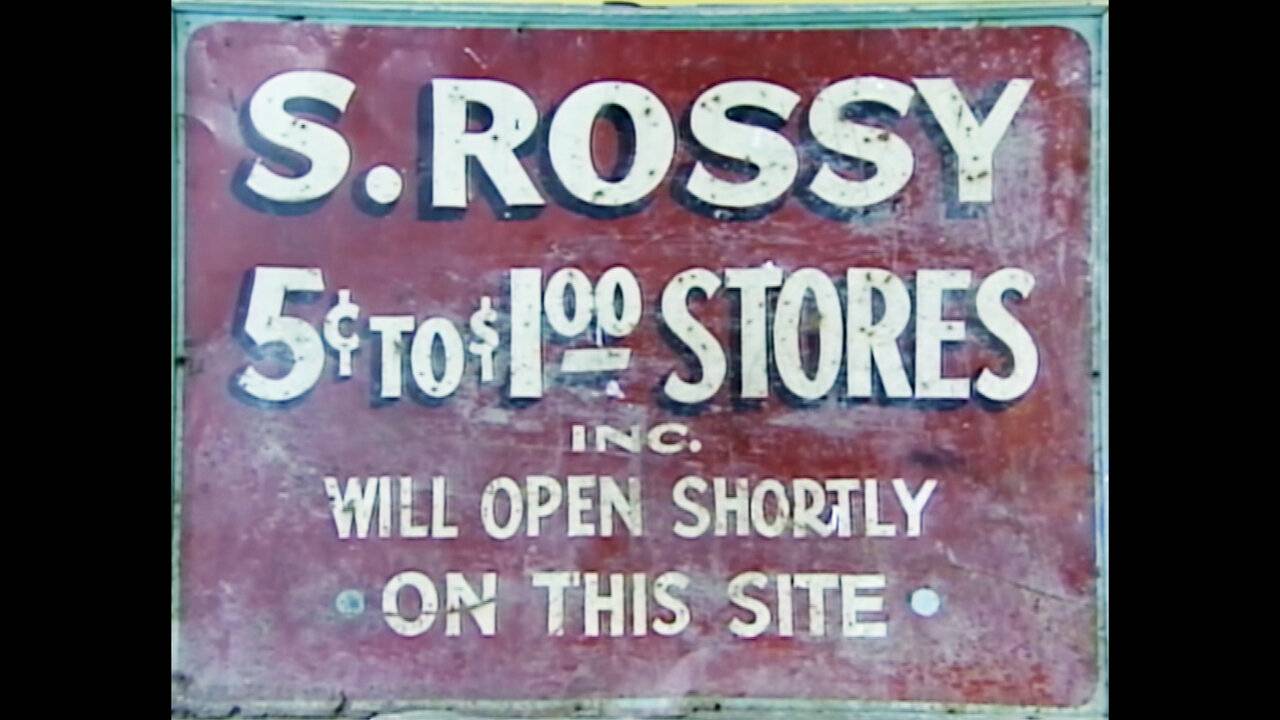 S. ROSSY
5¢ TO $1.00 STORES
INC.
WILL OPEN SHORTLY
• ON THIS SITE •